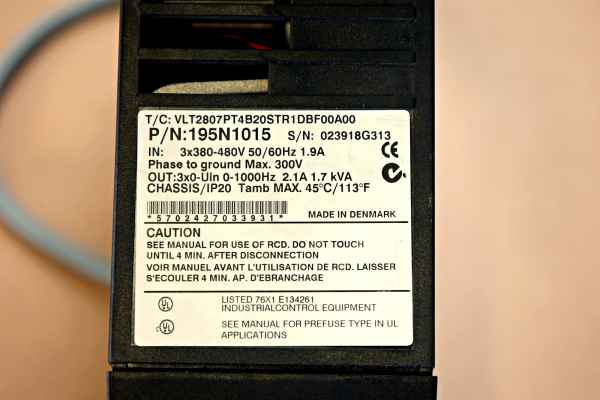 T/C: VLT2807PT4B20STR1DBF00A00
P/N:195N1015 S/N: 023918G313
IN: 3x380-480V 50/60Hz 1.9A
Phase to ground Max. 300V
OUT:3x0-Uin 0-1000Hz 2.1A 1.7 kVA
CHASSIS/IP20 Tamb MAX. 45°C/113°F
CE
*5702427033931*
MADE IN DENMARK
CAUTION
SEE MANUAL FOR USE OF RCD. DO NOT TOUCH
UNTIL 4 MIN. AFTER DISCONNECTION
VOIR MANUEL AVANT L'UTILISATION DE RCD. LAISSER
S'ECOULER 4 MIN. AP. D'EBRANCHAGE
UL LISTED 76X1 E134261
INDUSTRIALCONTROL EQUIPMENT
c UL SEE MANUAL FOR PREFUSE TYPE IN UL
APPLICATIONS